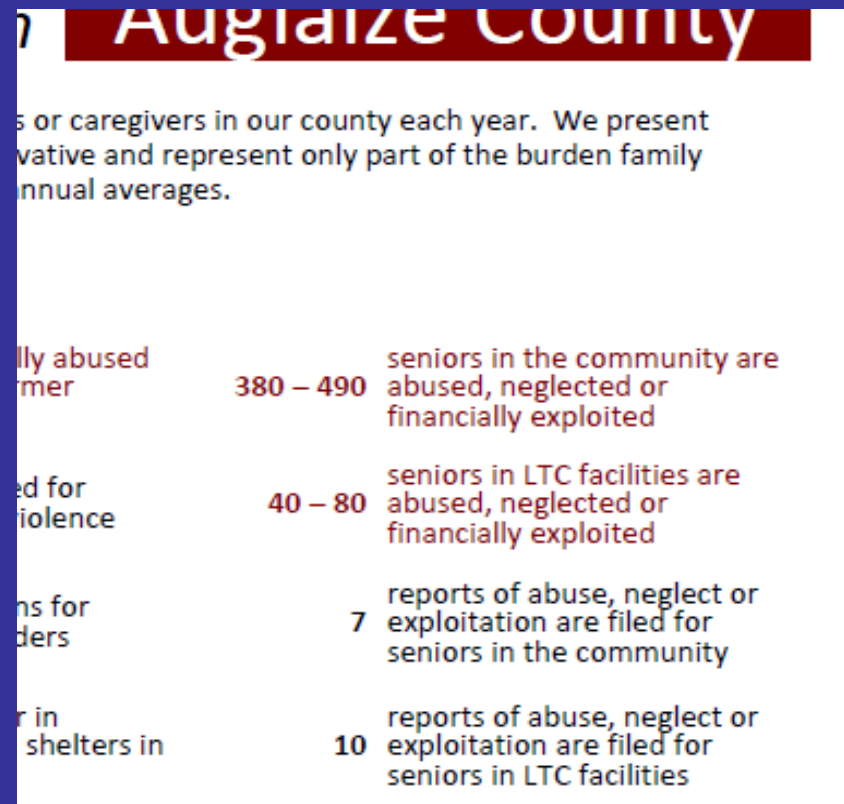 Auglaize County
s or caregivers in our county each year. We present
vative and represent only part of the burden family
annual averages.
lly abused
rmer
380 – 490
seniors in the community are
abused, neglected or
financially exploited
ed for
violence
40 – 80
seniors in LTC facilities are
abused, neglected or
financially exploited
ns for
ders
7
reports of abuse, neglect or
exploitation are filed for
seniors in the community
r in
shelters in
10
reports of abuse, neglect or
exploitation are filed for
seniors in LTC facilities